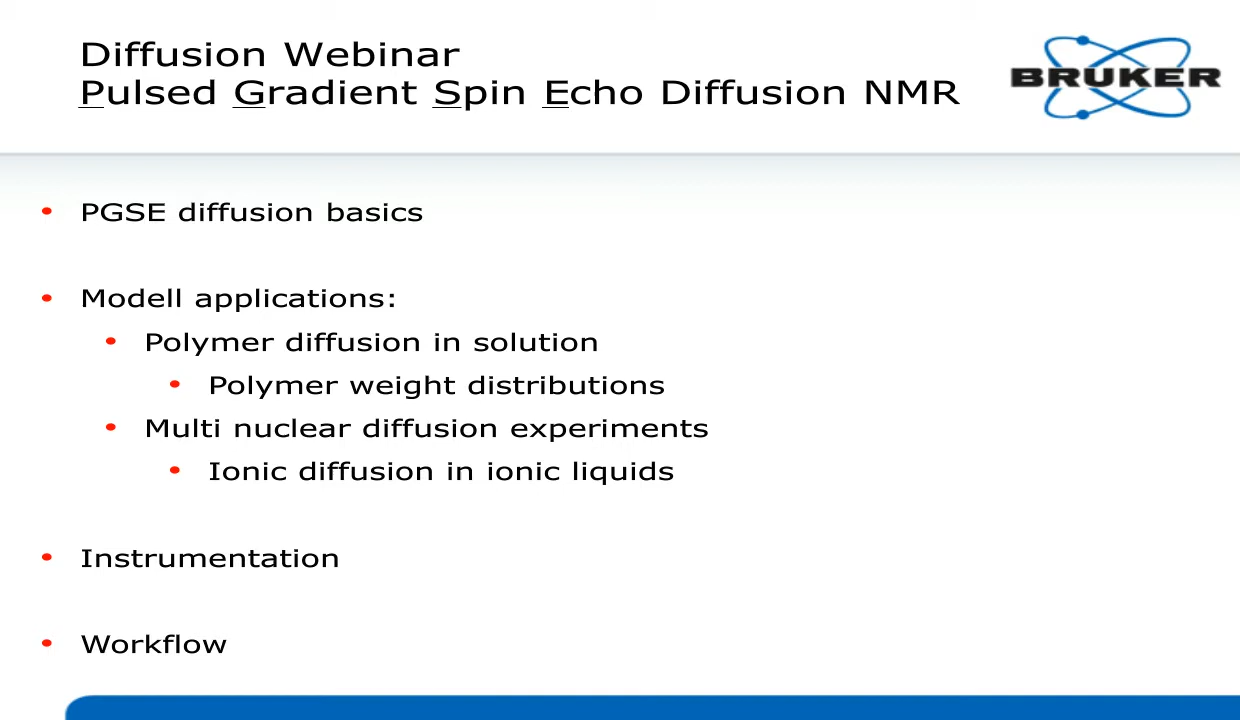 Diffusion Webinar
Pulsed Gradient Spin Echo Diffusion NMR
BRUKER
• PGSE diffusion basics
• Modell applications:
• Polymer diffusion in solution
• Polymer weight distributions
• Multi nuclear diffusion experiments
• Ionic diffusion in ionic liquids
• Instrumentation
• Workflow